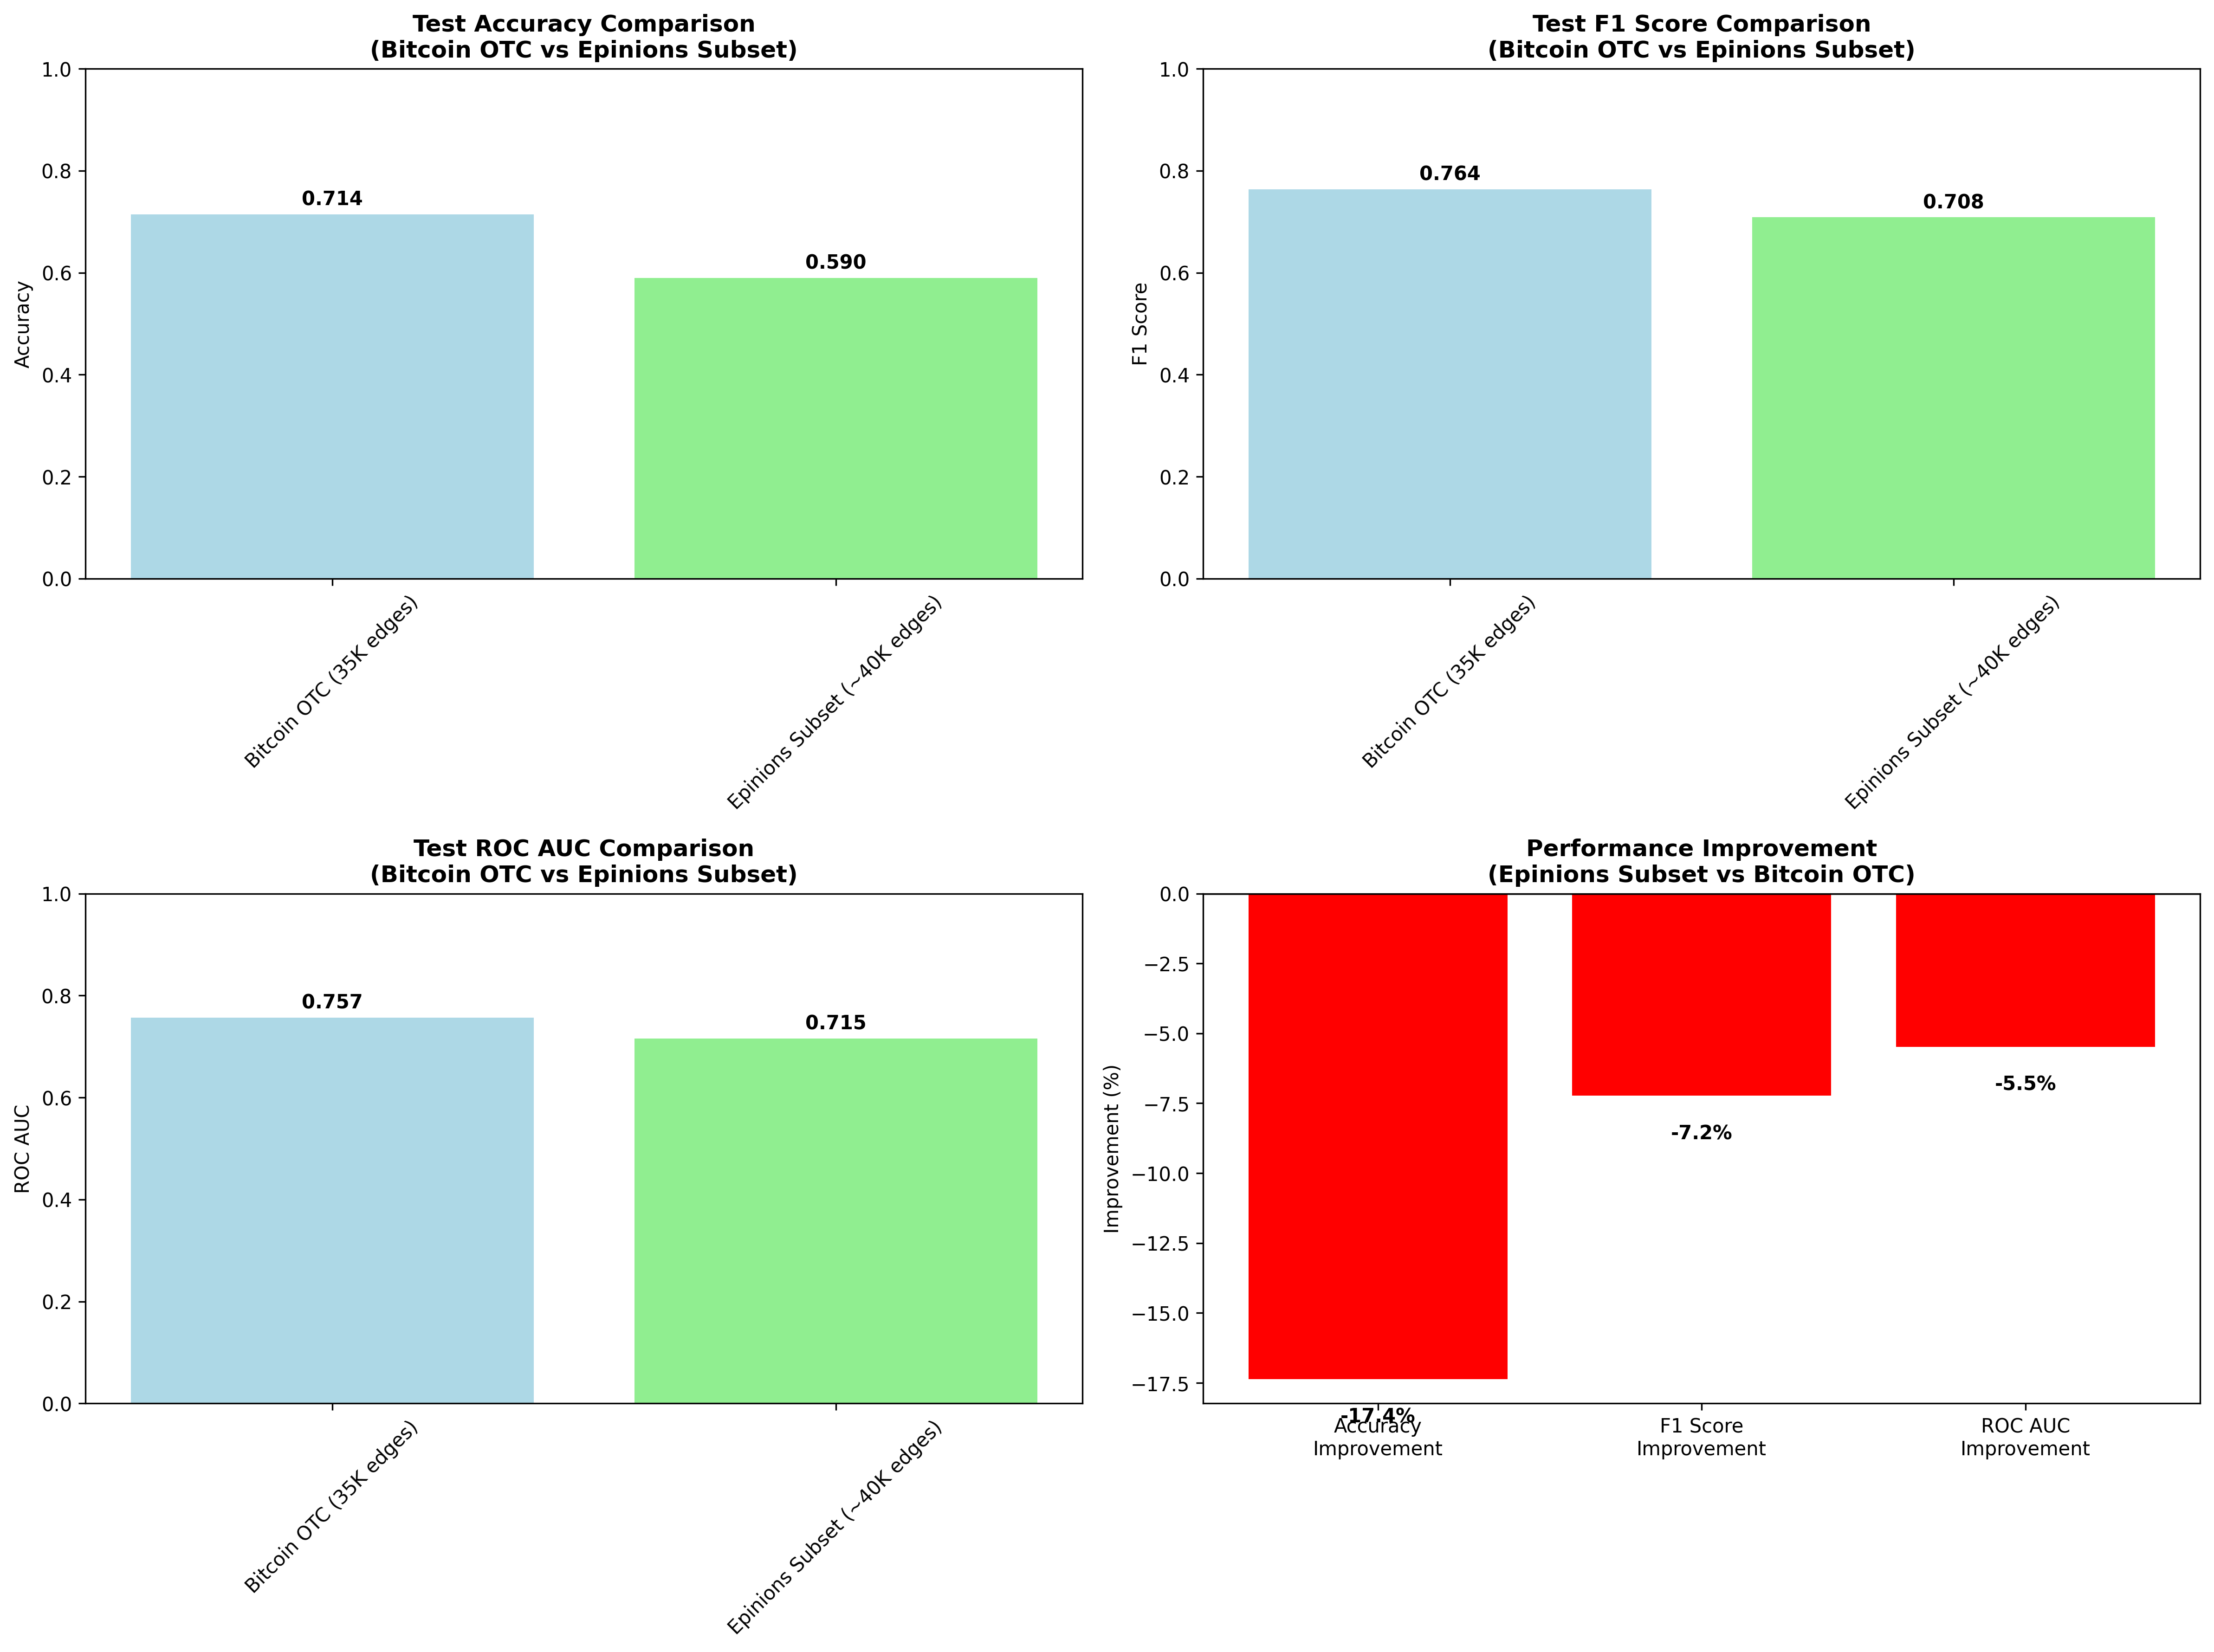 Test Accuracy Comparison
(Bitcoin OTC vs Epinions Subset)
1.0
0.8
0.6
0.4
0.2
0.0
Accuracy
0.714
0.590
Bitcoin OTC (35K edges)
Epinions Subset (~40K edges)
Test F1 Score Comparison
(Bitcoin OTC vs Epinions Subset)
1.0
0.8
0.6
0.4
0.2
0.0
F1 Score
0.764
0.708
Bitcoin OTC (35K edges)
Epinions Subset (~40K edges)
Test ROC AUC Comparison
(Bitcoin OTC vs Epinions Subset)
1.0
0.8
0.6
0.4
0.2
0.0
ROC AUC
0.757
0.715
Bitcoin OTC (35K edges)
Epinions Subset (~40K edges)
Performance Improvement
(Epinions Subset vs Bitcoin OTC)
0.0
−2.5
−5.0
−7.5
−10.0
−12.5
−15.0
−17.5
Improvement (%)
-17.4%
-7.2%
-5.5%
Accuracy
Improvement
F1 Score
Improvement
ROC AUC
Improvement